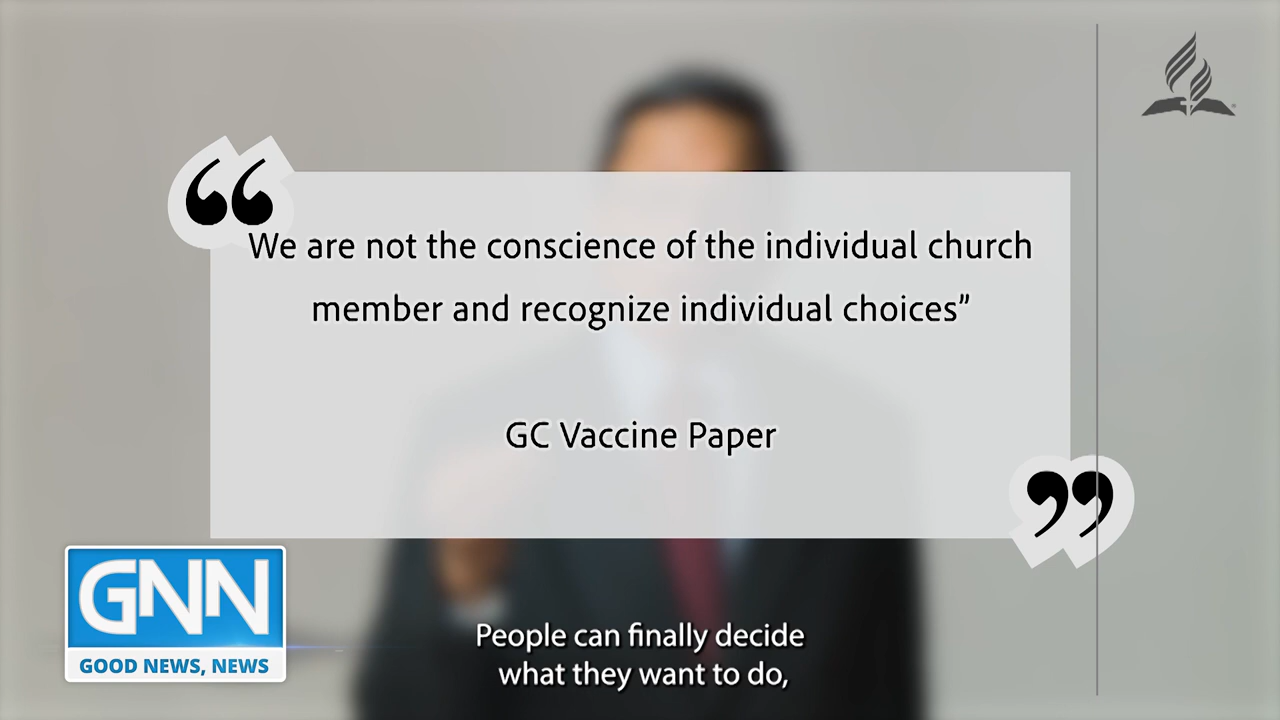 “
We are not the conscience of the individual church
member and recognize individual choices”
GC Vaccine Paper
”
GNN
GOOD NEWS, NEWS
People can finally decide
what they want to do,